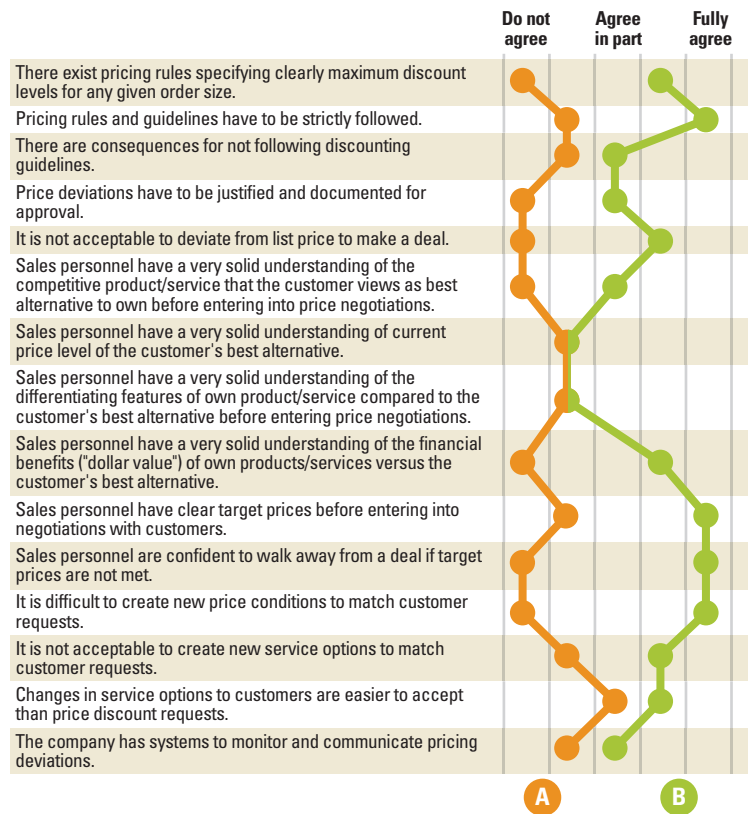 Do not agree
Agree in part
Fully agree
There exist pricing rules specifying clearly maximum discount
levels for any given order size.
Pricing rules and guidelines have to be strictly followed.
There are consequences for not following discounting
guidelines.
Price deviations have to be justified and documented for
approval.
It is not acceptable to deviate from list price to make a deal.
Sales personnel have a very solid understanding of the
competitive product/service that the customer views as best
alternative to own before entering into price negotiations.
Sales personnel have a very solid understanding of current
price level of the customer's best alternative.
Sales personnel have a very solid understanding of the
differentiating features of own product/service compared to the
customer's best alternative before entering price negotiations.
Sales personnel have a very solid understanding of the financial
benefits ("dollar value") of own products/services versus the
customer's best alternative.
Sales personnel have clear target prices before entering into
negotiations with customers.
Sales personnel are confident to walk away from a deal if target
prices are not met.
It is difficult to create new price conditions to match customer
requests.
It is not acceptable to create new service options to match
customer requests.
Changes in service options to customers are easier to accept
than price discount requests.
The company has systems to monitor and communicate pricing
deviations.
A
B